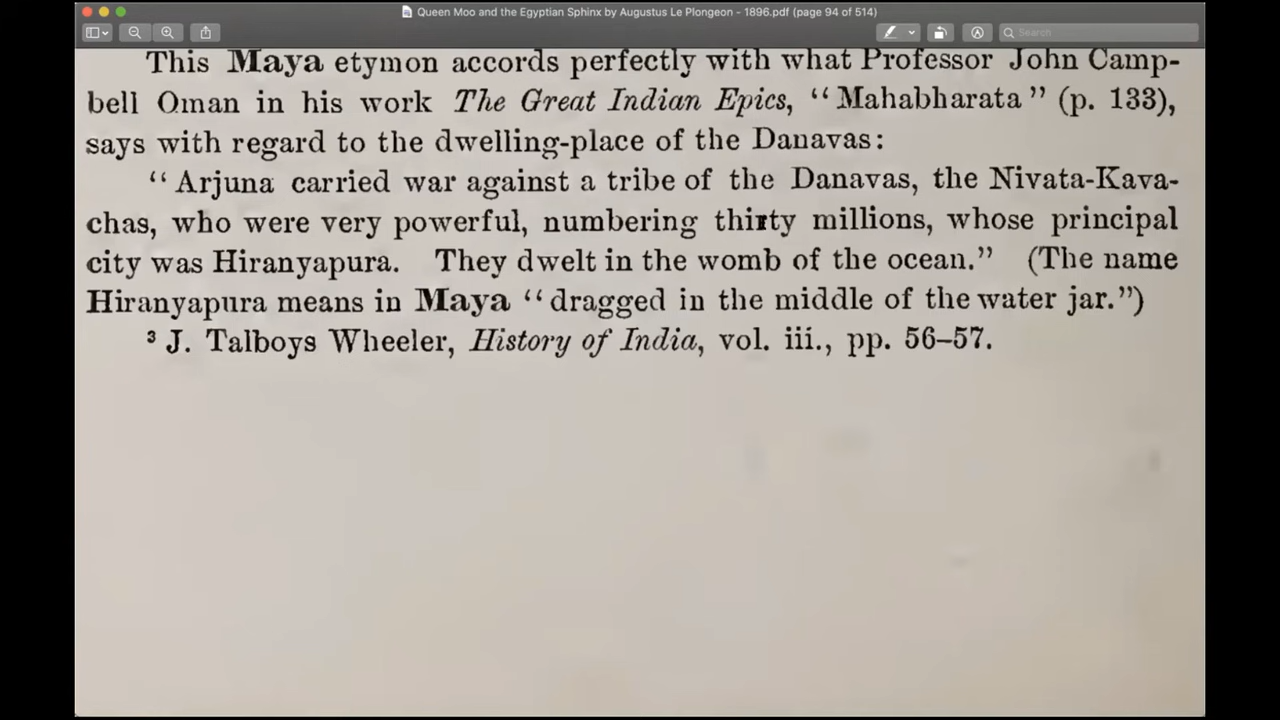 Queen Moo and the Egyptian Sphinx by Augustus Le Plongeon - 1896.pdf (page 94 of 514)
Search
This Maya etymon accords perfectly with what Professor John Camp-
bell Oman in his work The Great Indian Epics, “Mahabharata” (p. 133),
says with regard to the dwelling-place of the Danavas:
“Arjuna carried war against a tribe of the Danavas, the Nivata-Kava-
chas, who were very powerful, numbering thirty millions, whose principal
city was Hiranyapura. They dwelt in the womb of the ocean.” (The name
Hiranyapura means in Maya “dragged in the middle of the water jar.”)
³ J. Talboys Wheeler, History of India, vol. iii., pp. 56–57.